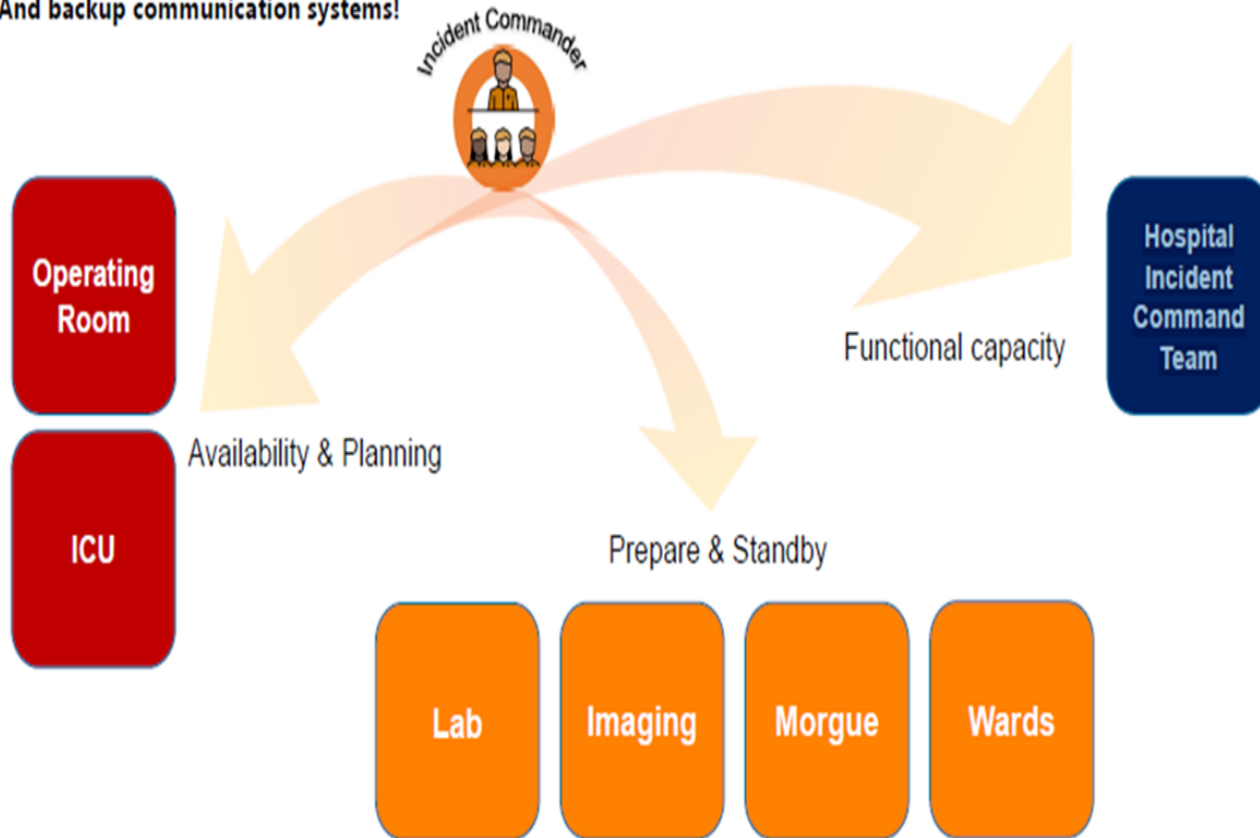 And backup communication systems!
Incident Commander
Operating
Room
Hospital
Incident
Command
Team
Functional capacity
Availability & Planning
ICU
Prepare & Standby
Lab
Imaging
Morgue
Wards